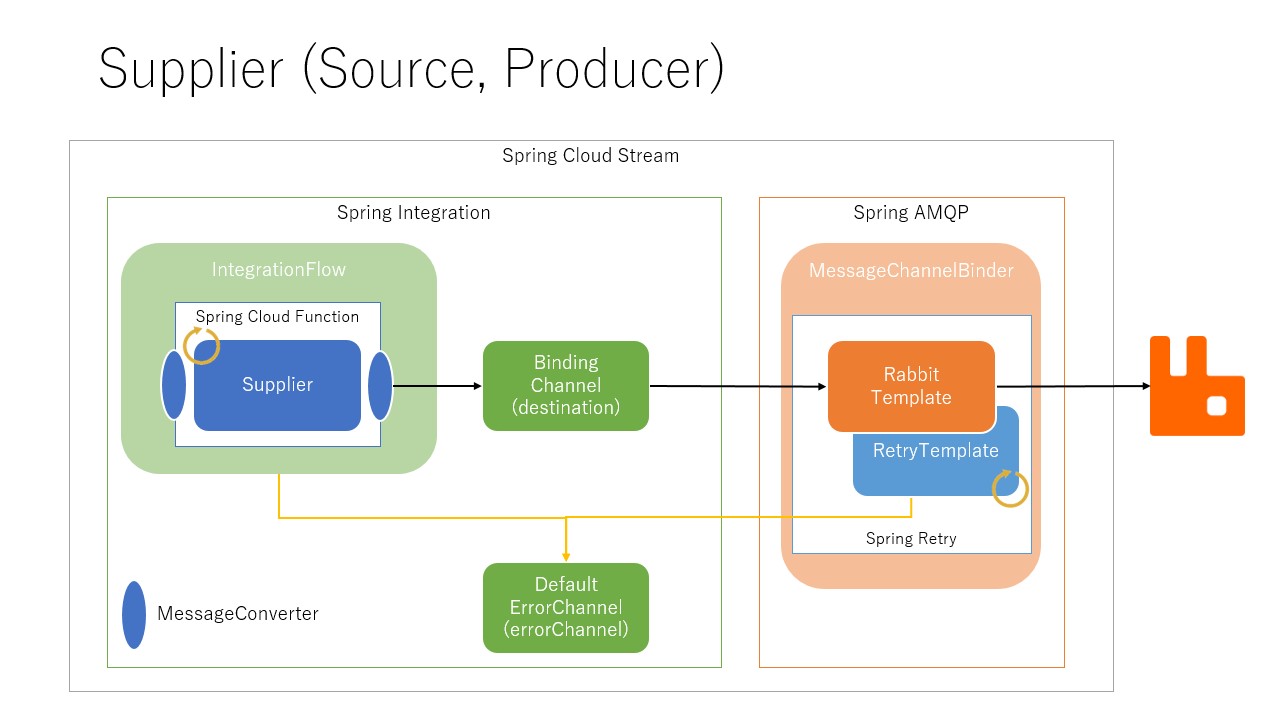 Supplier (Source, Producer)
Spring Cloud Stream
Spring Integration
Spring AMQP
IntegrationFlow
MessageChannelBinder
Spring Cloud Function
Supplier
Binding
Channel
(destination)
Rabbit
Template
RetryTemplate
Spring Retry
Default
ErrorChannel
(errorChannel)
MessageConverter